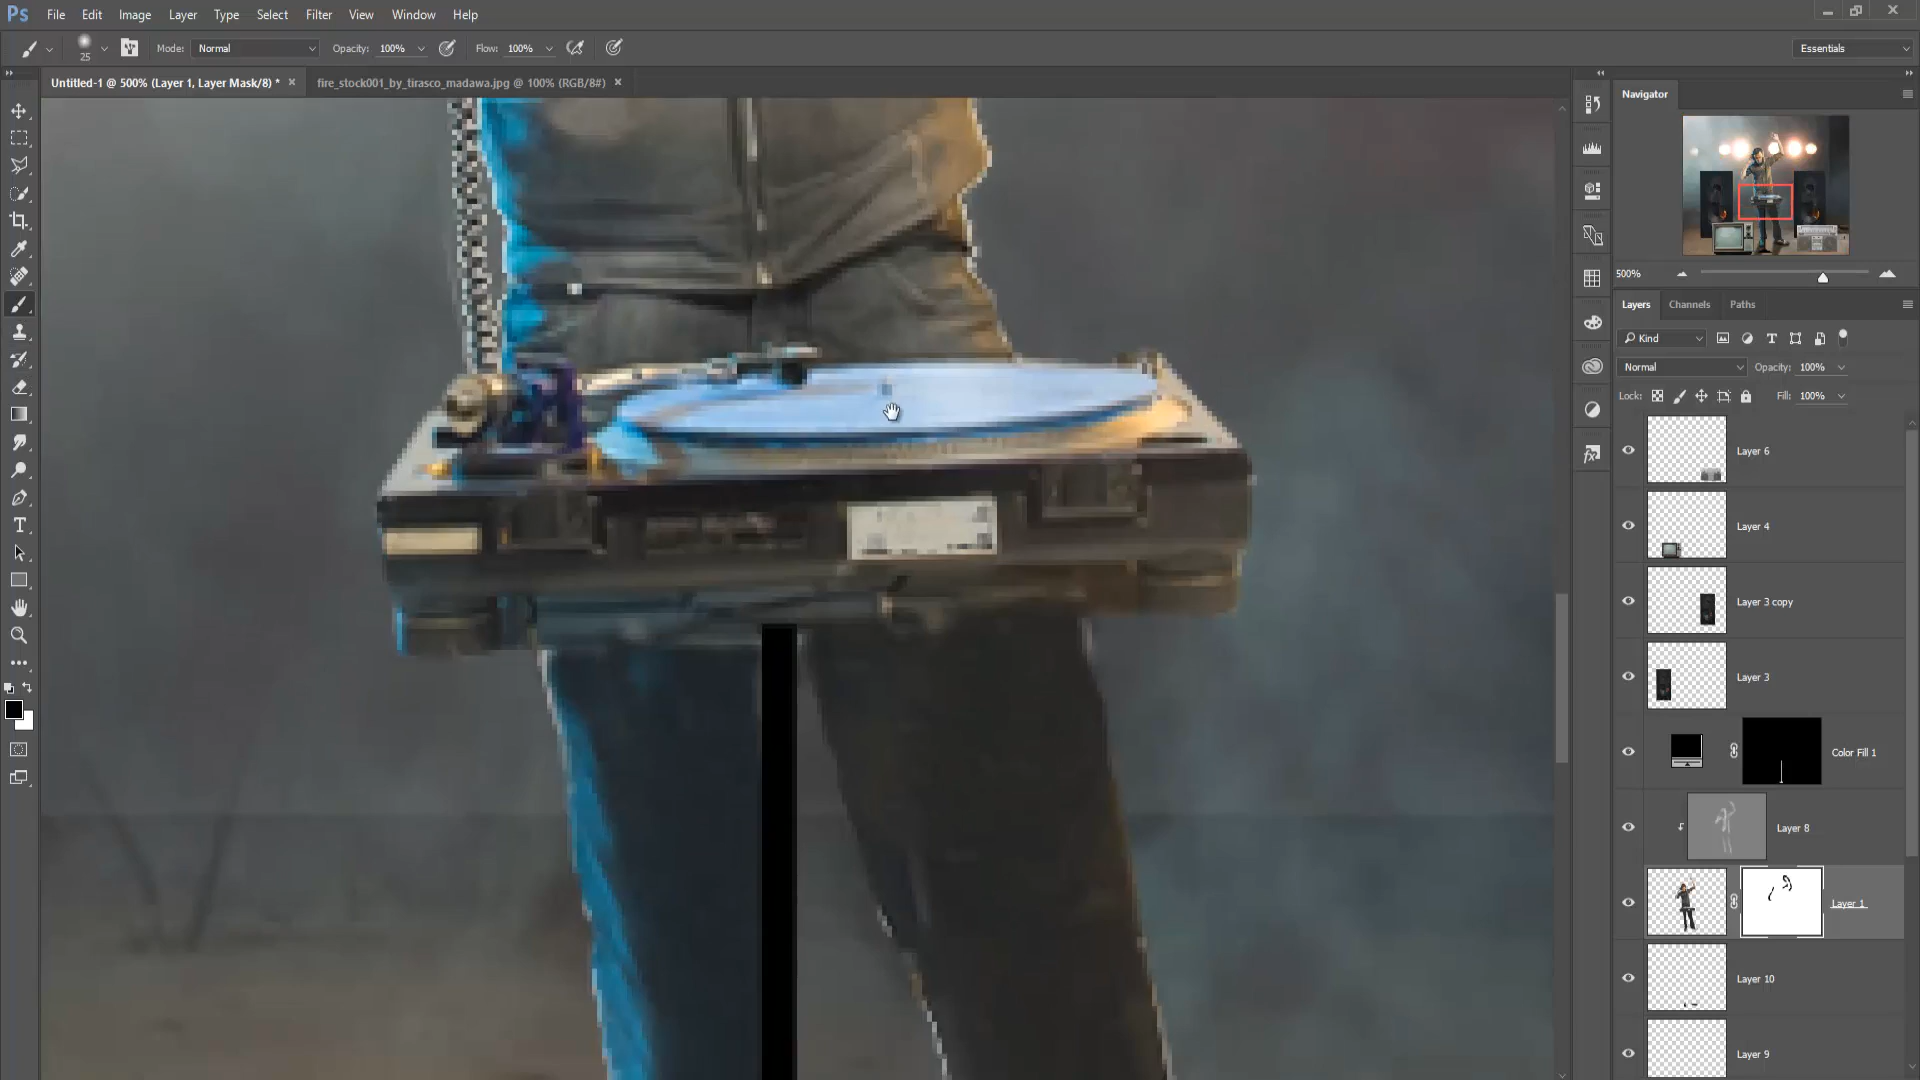 Ps File Edit Image Layer Type Select Filter View Window Help
25 Mode: Normal Opacity: 100% Flow: 100% Essentials
Untitled-1 @ 500% (Layer 1, Layer Mask/8) * × fire_stock001_by_tirasco_madawa.jpg @ 100% (RGB/8#) ×
Navigator
500%
Layers Channels Paths
Kind
Normal Opacity: 100%
Lock: Fill: 100%
Layer 6
Layer 4
Layer 3 copy
Layer 3
Color Fill 1
Layer 8
Layer 1
Layer 10
Layer 9